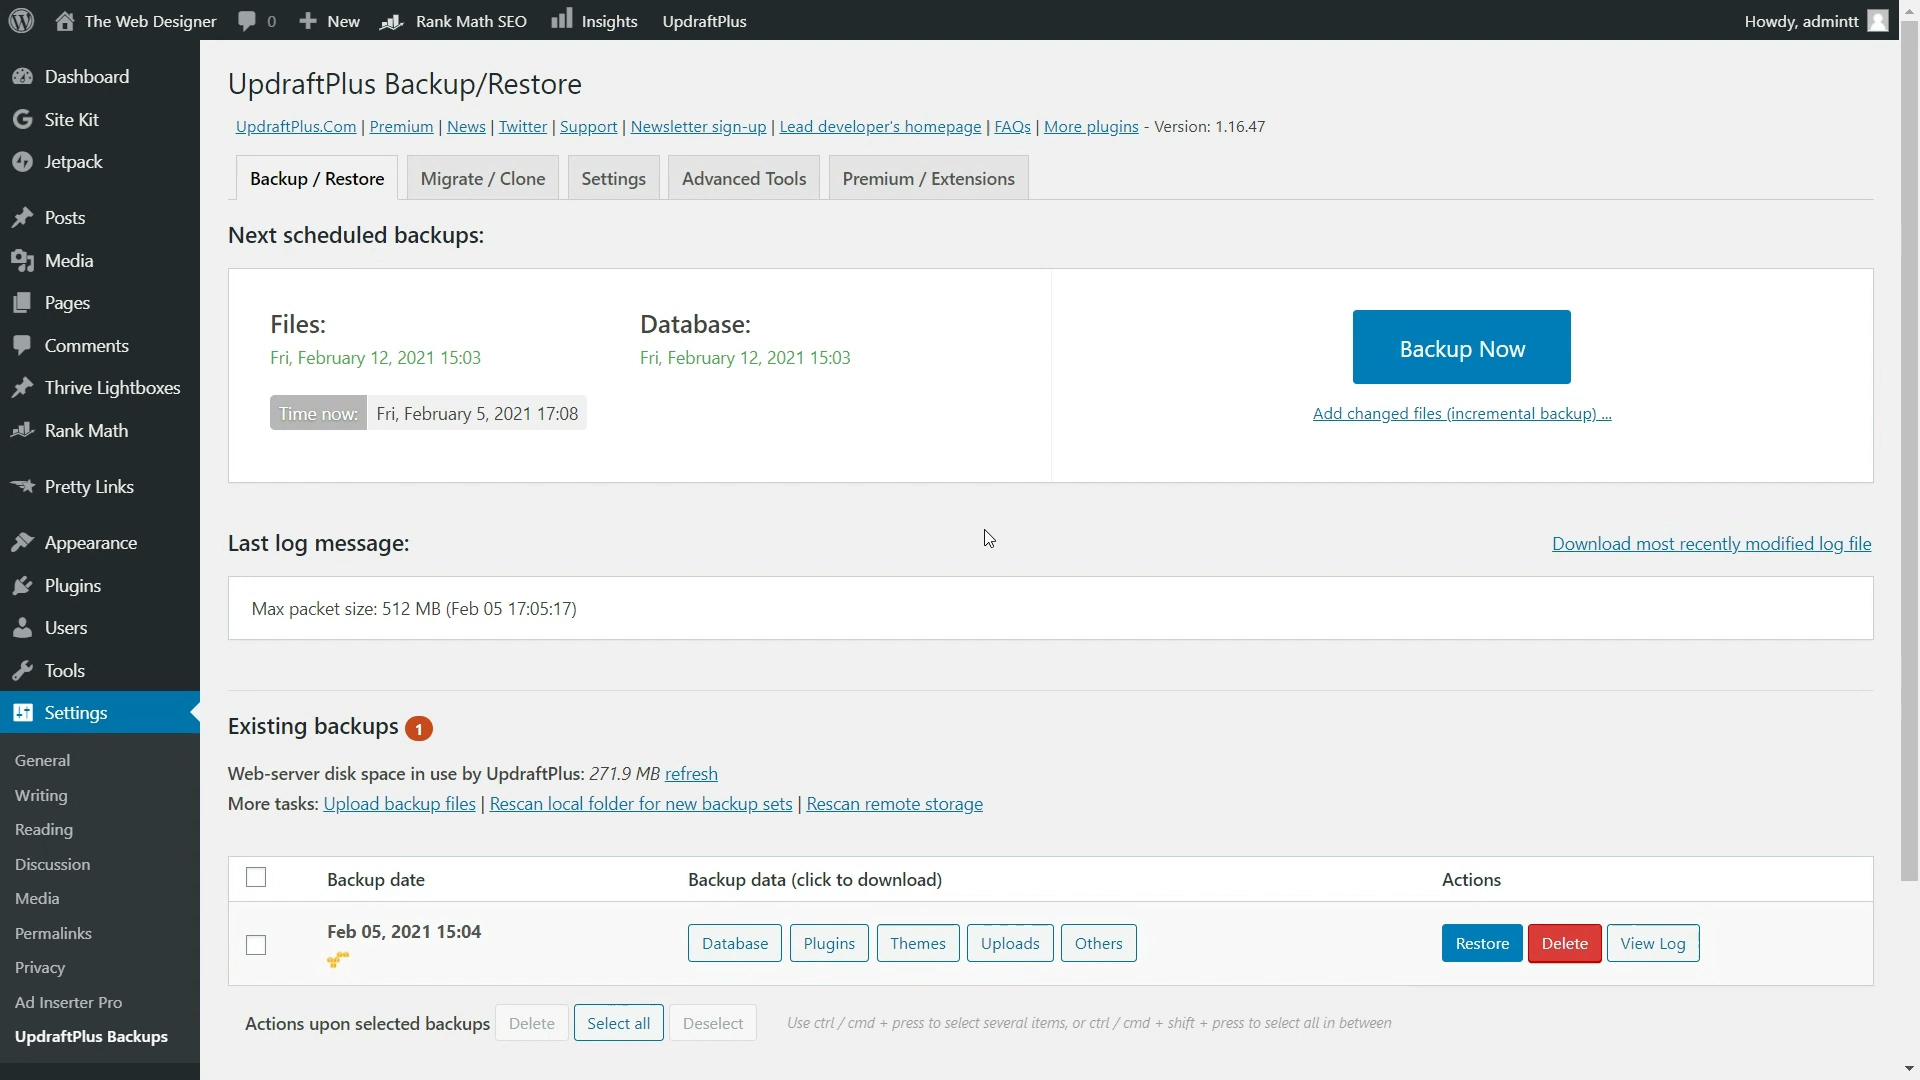 The Web Designer 0 New Rank Math SEO Insights UpdraftPlus Howdy, admintt
Dashboard
Site Kit
Jetpack
Posts
Media
Pages
Comments
Thrive Lightboxes
Rank Math
Pretty Links
Appearance
Plugins
Users
Tools
Settings
General
Writing
Reading
Discussion
Media
Permalinks
Privacy
Ad Inserter Pro
UpdraftPlus Backups
UpdraftPlus Backup/Restore
UpdraftPlus.Com | Premium | News | Twitter | Support | Newsletter sign-up | Lead developer's homepage | FAQs | More plugins - Version: 1.16.47
Backup / Restore Migrate / Clone Settings Advanced Tools Premium / Extensions
Next scheduled backups:
Files: Database:
Fri, February 12, 2021 15:03 Fri, February 12, 2021 15:03
Time now: Fri, February 5, 2021 17:08
Backup Now
Add changed files (incremental backup) ...
Last log message: Download most recently modified log file
Max packet size: 512 MB (Feb 05 17:05:17)
Existing backups 1
Web-server disk space in use by UpdraftPlus: 271.9 MB refresh
More tasks: Upload backup files | Rescan local folder for new backup sets | Rescan remote storage
Backup date Backup data (click to download) Actions
Feb 05, 2021 15:04 Database Plugins Themes Uploads Others Restore Delete View Log
Actions upon selected backups Delete Select all Deselect Use ctrl / cmd + press to select several items, or ctrl / cmd + shift + press to select all in between